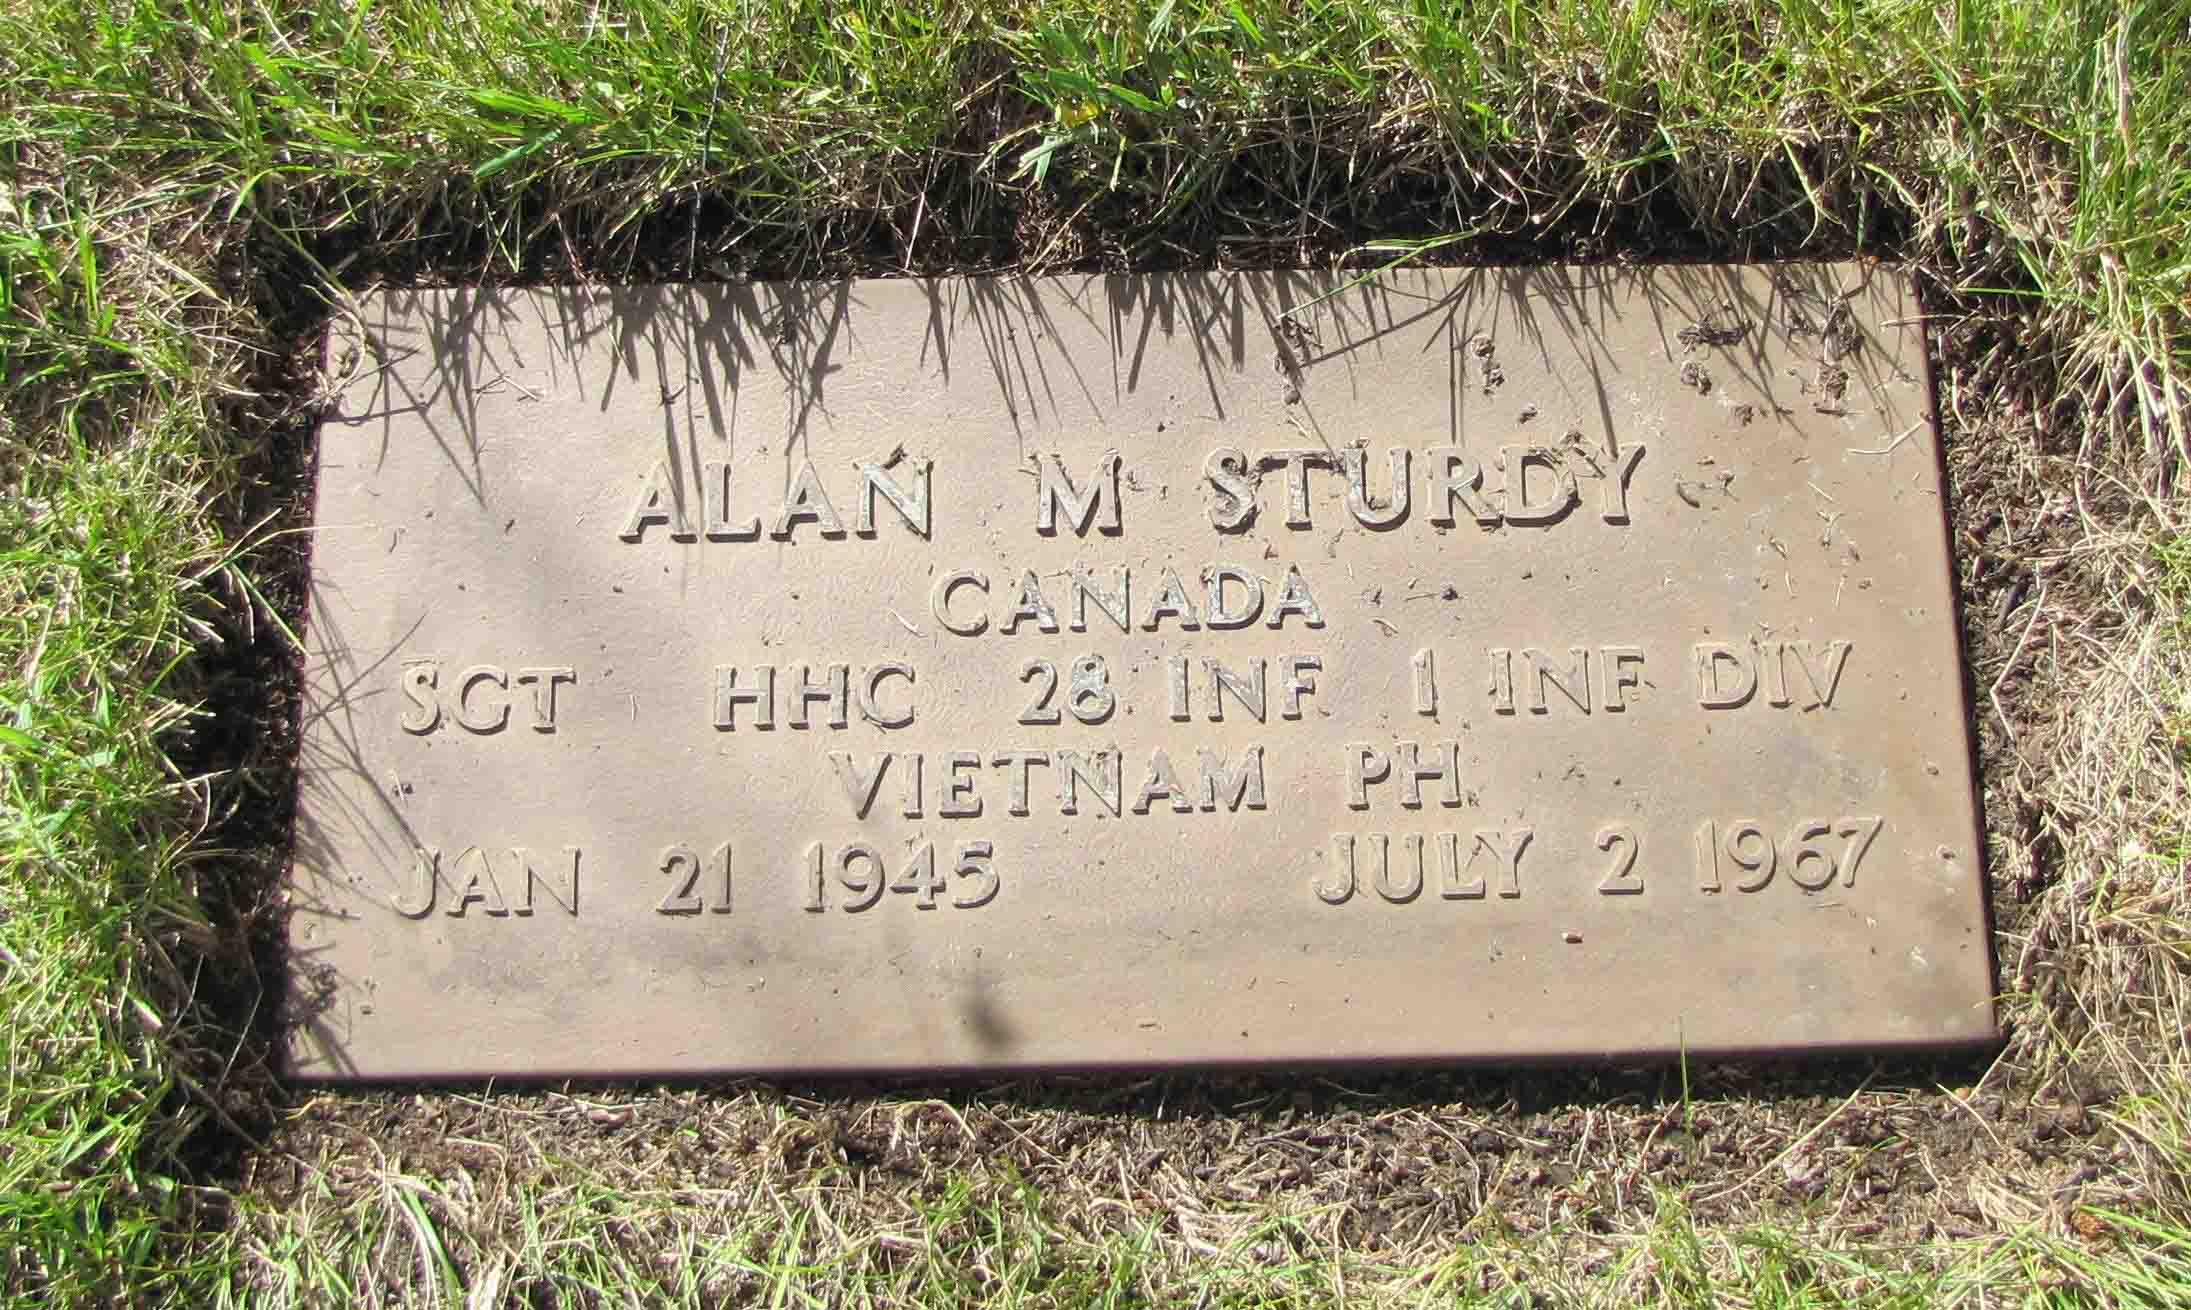 ALAN M STURDY
CANADA
SGT HHC 28 INF 1 INF DIV
VIETNAM PH
JAN 21 1945 JULY 2 1967